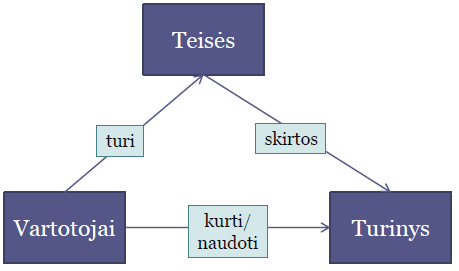 Teisės
turi
skirtos
Vartotojai
kurti/
naudoti
Turinys